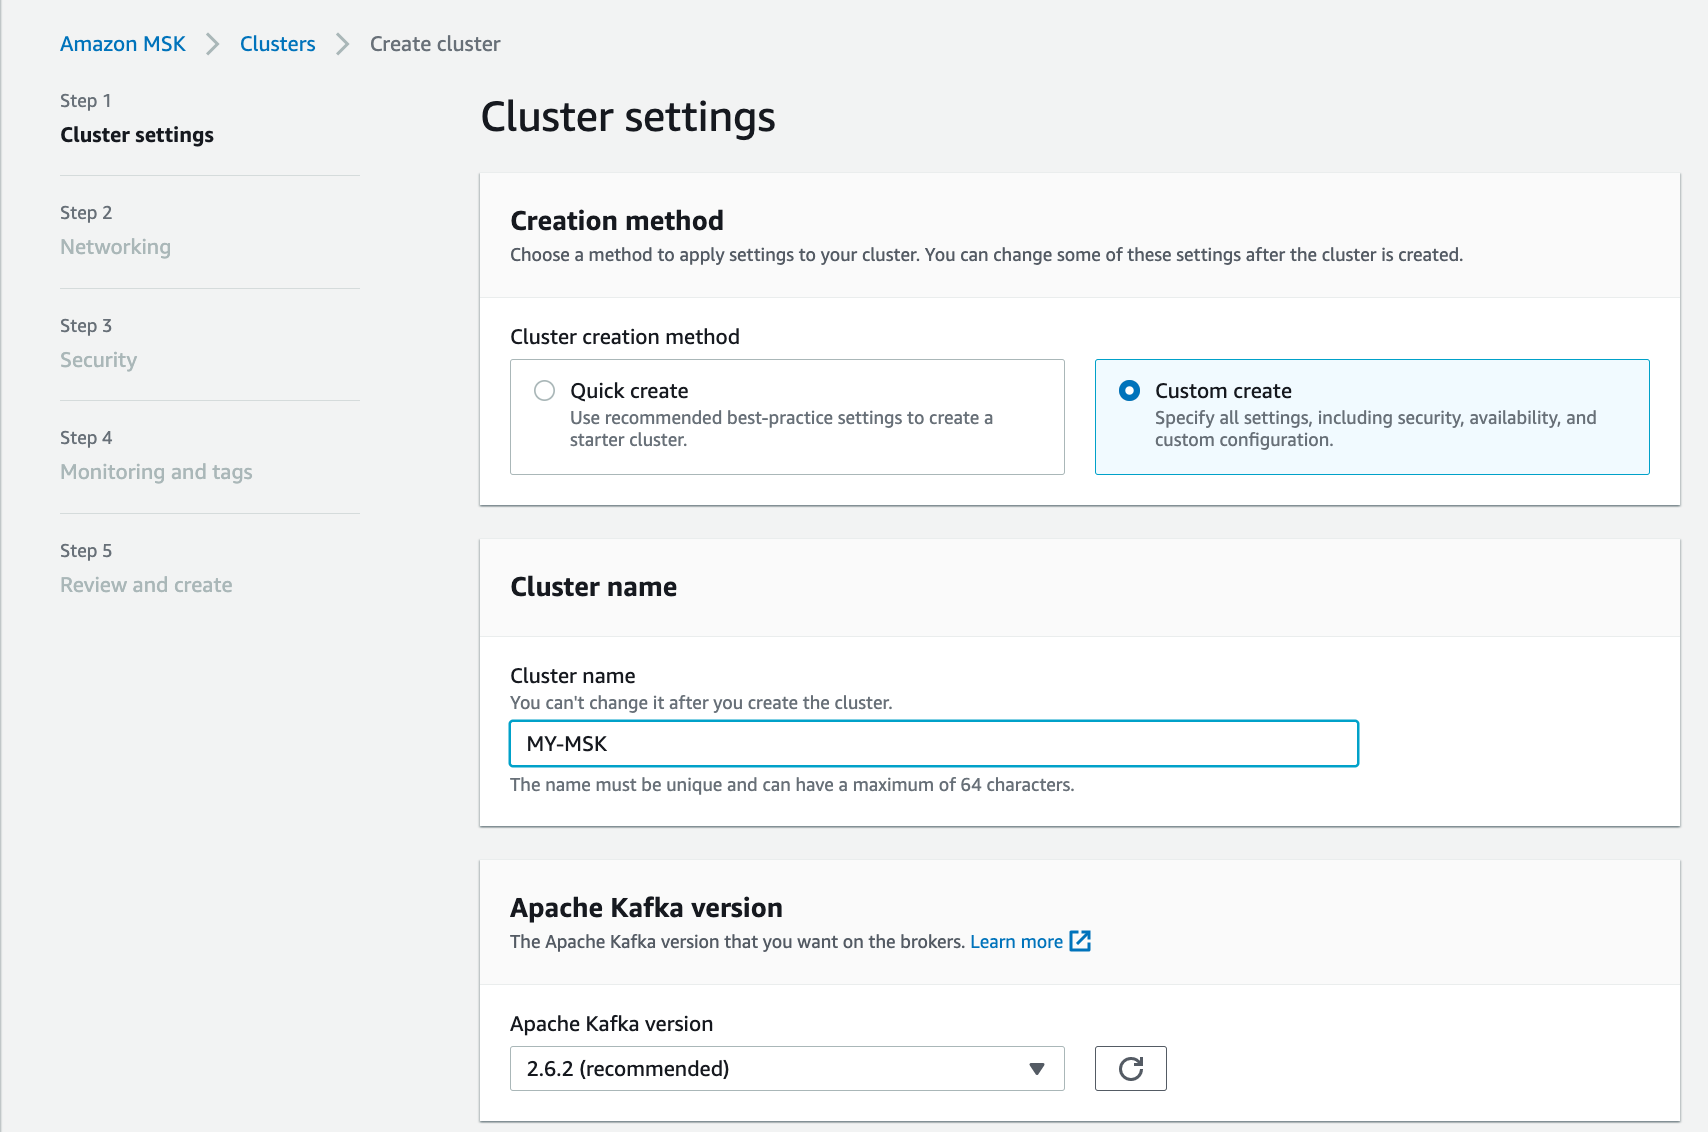 Amazon MSK > Clusters > Create cluster
Step 1
Cluster settings
Step 2
Networking
Step 3
Security
Step 4
Monitoring and tags
Step 5
Review and create
Cluster settings
Creation method
Choose a method to apply settings to your cluster. You can change some of these settings after the cluster is created.
Cluster creation method
Quick create
Use recommended best-practice settings to create a
starter cluster.
Custom create
Specify all settings, including security, availability, and
custom configuration.
Cluster name
Cluster name
You can't change it after you create the cluster.
MY-MSK
The name must be unique and can have a maximum of 64 characters.
Apache Kafka version
The Apache Kafka version that you want on the brokers. Learn more
Apache Kafka version
2.6.2 (recommended)